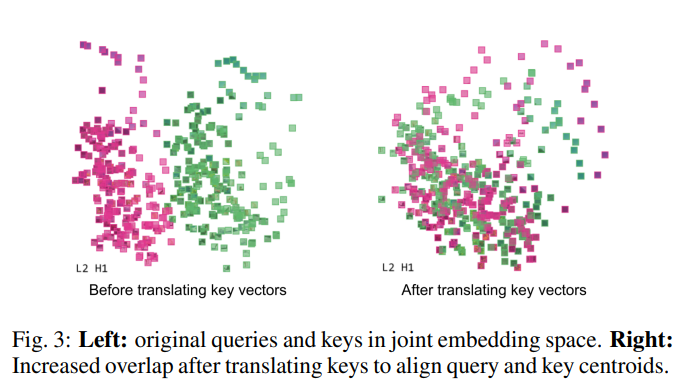 L2 H1
L2 H1
Before translating key vectors
After translating key vectors
Fig. 3: Left: original queries and keys in joint embedding space. Right:
Increased overlap after translating keys to align query and key centroids.